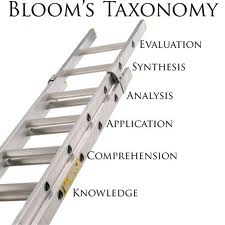 BLOOM'S TAXONOMY
EVALUATION
SYNTHESIS
ANALYSIS
APPLICATION
COMPREHENSION
KNOWLEDGE